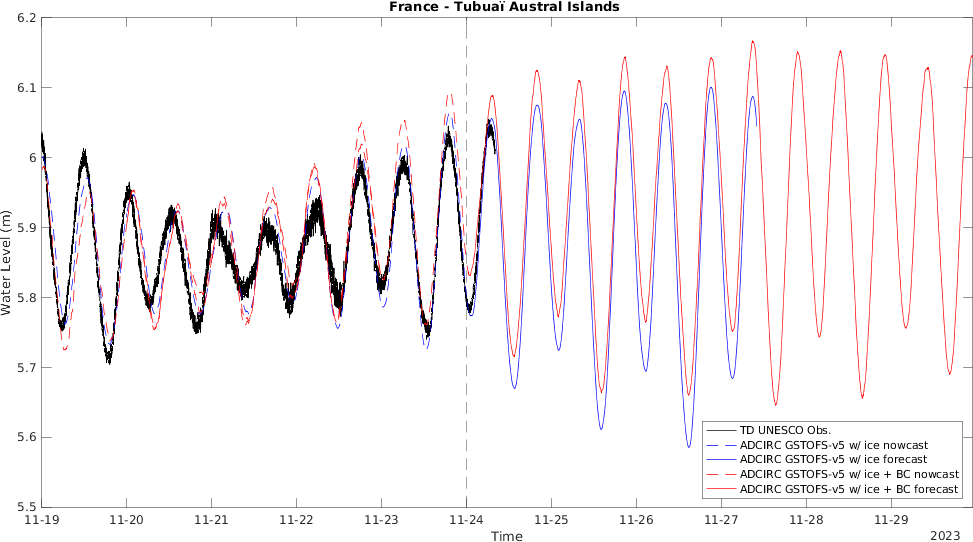 France - Tubuaï Austral Islands
Water Level (m)
6.2
6.1
6
5.9
5.8
5.7
5.6
5.5
TD UNESCO Obs.
ADCIRC GSTOFS-v5 w/ ice nowcast
ADCIRC GSTOFS-v5 w/ ice forecast
ADCIRC GSTOFS-v5 w/ ice + BC nowcast
ADCIRC GSTOFS-v5 w/ ice + BC forecast
11-19 11-20 11-21 11-22 11-23 11-24 11-25 11-26 11-27 11-28 11-29
Time
2023